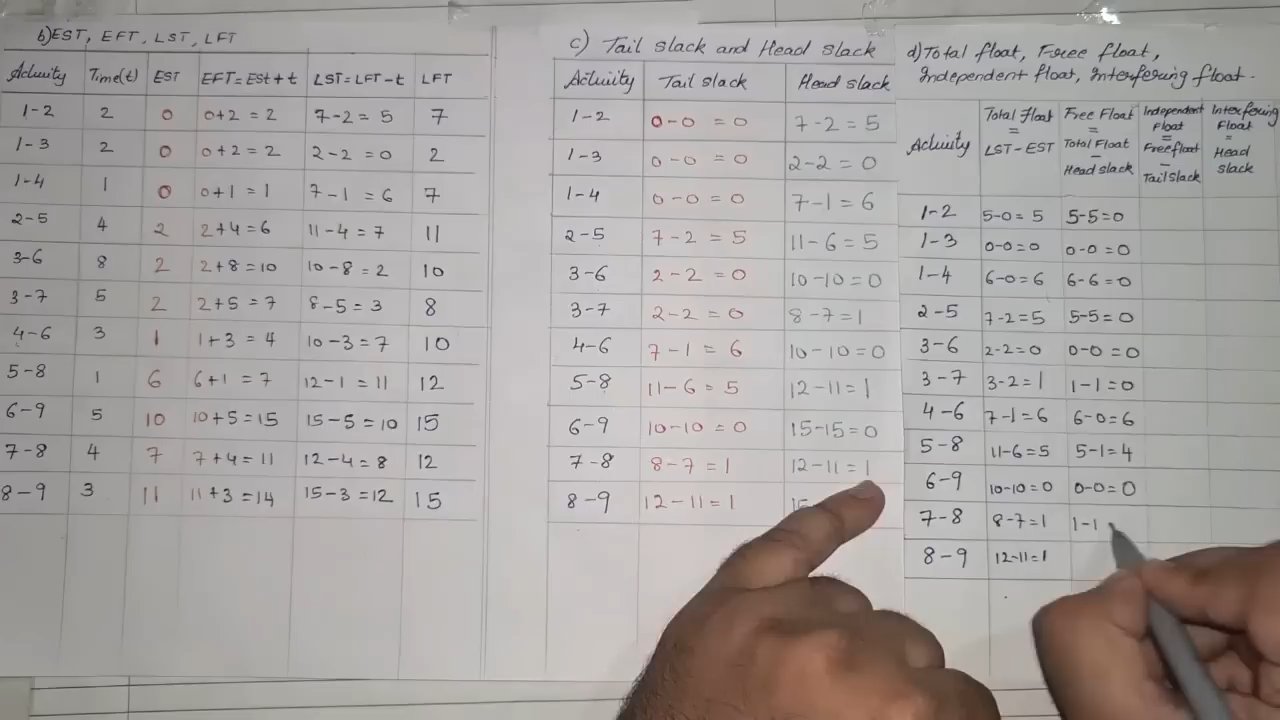 b) EST, EFT, LST, LFT
Activity Time(t) EST EFT=Est+t LST=LFT-t LFT
1-2 2 0 0+2=2 7-2=5 7
1-3 2 0 0+2=2 2-2=0 2
1-4 1 0 0+1=1 7-1=6 7
2-5 4 2 2+4=6 11-4=7 11
3-6 8 2 2+8=10 10-8=2 10
3-7 5 2 2+5=7 8-5=3 8
4-6 3 1 1+3=4 10-3=7 10
5-8 1 6 6+1=7 12-1=11 12
6-9 5 10 10+5=15 15-5=10 15
7-8 4 7 7+4=11 12-4=8 12
8-9 3 11 11+3=14 15-3=12 15
c) Tail slack and Head slack
Activity Tail slack Head slack
1-2 0-0=0 7-2=5
1-3 0-0=0 2-2=0
1-4 0-0=0 7-1=6
2-5 7-2=5 11-6=5
3-6 2-2=0 10-10=0
3-7 2-2=0 8-7=1
4-6 7-1=6 10-10=0
5-8 11-6=5 12-11=1
6-9 10-10=0 15-15=0
7-8 8-7=1 12-11=1
8-9 12-11=1
d) Total float, Free float,
Independent float, Interfering float.
Activity
Total float
=
LST-EST
Free Float
=
Total Float
-
Head slack
Independent
Float
=
Free float
-
Tail slack
Interfering
Float
=
Head
slack
1-2 5-0=5 5-5=0
1-3 0-0=0 0-0=0
1-4 6-0=6 6-6=0
2-5 7-2=5 5-5=0
3-6 2-2=0 0-0=0
3-7 3-2=1 1-1=0
4-6 7-1=6 6-0=6
5-8 11-6=5 5-1=4
6-9 10-10=0 0-0=0
7-8 8-7=1 1-1
8-9 12-11=1